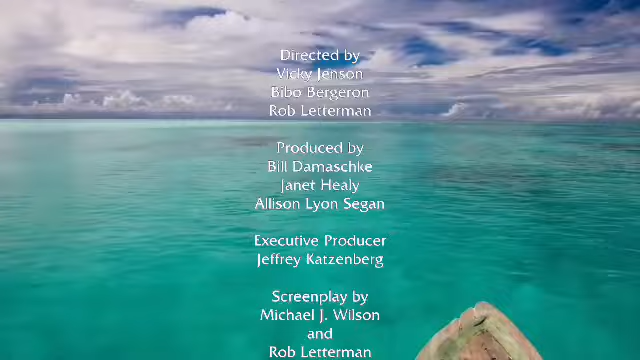 Directed by
Vicky Jenson
Bibo Bergeron
Rob Letterman
Produced by
Bill Damaschke
Janet Healy
Allison Lyon Segan
Executive Producer
Jeffrey Katzenberg
Screenplay by
Michael J. Wilson
and
Rob Letterman